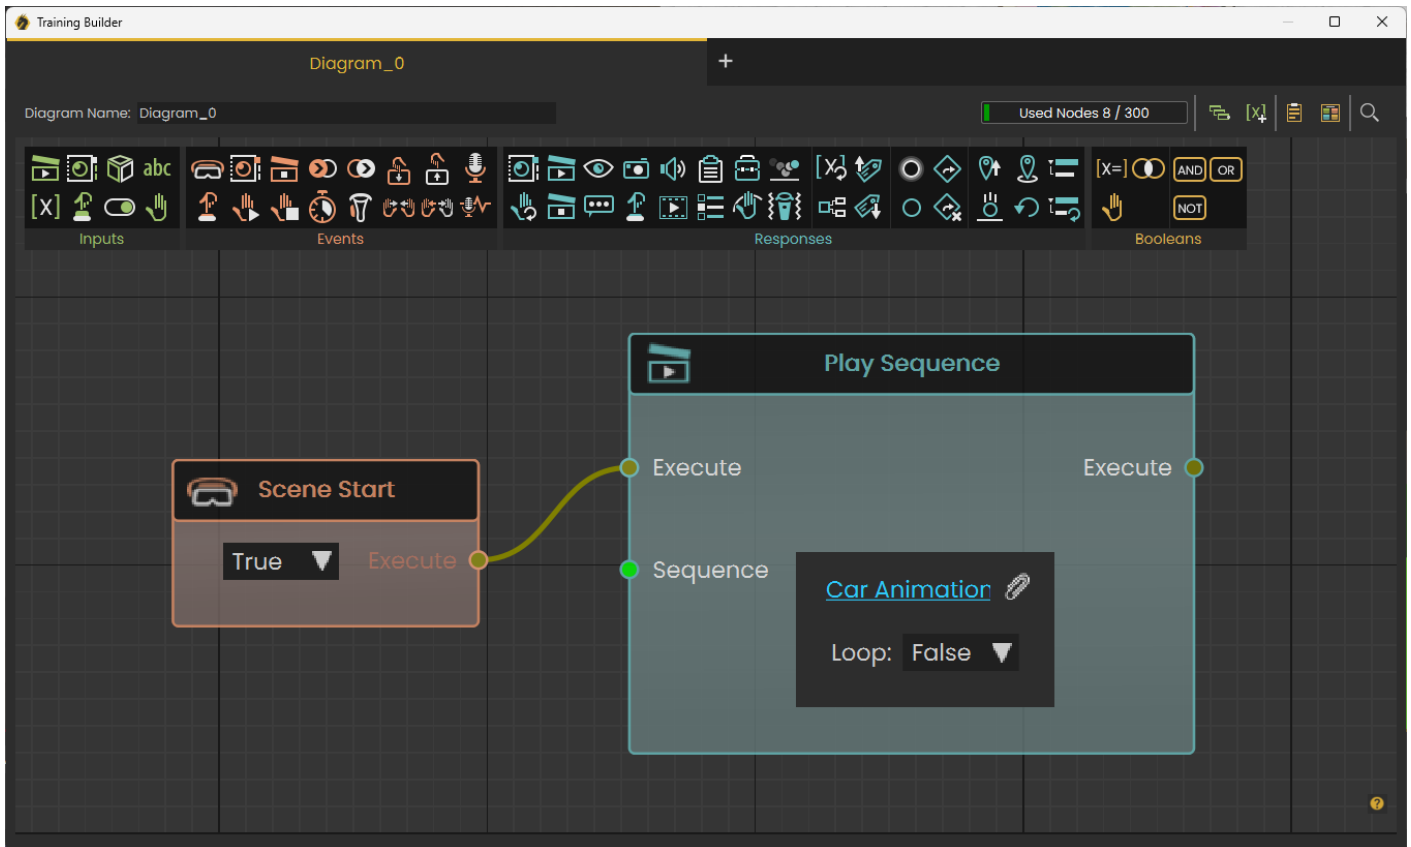 Training Builder
Diagram_0
+
Diagram Name: Diagram_0
Used Nodes 8 / 300
[x]
abc
[x]
[x=]
AND
OR
[x]
NOT
Inputs
Events
Responses
Booleans
Play Sequence
Execute
Execute
Scene Start
True
Execute
Sequence
Car Animation
Loop: False
?